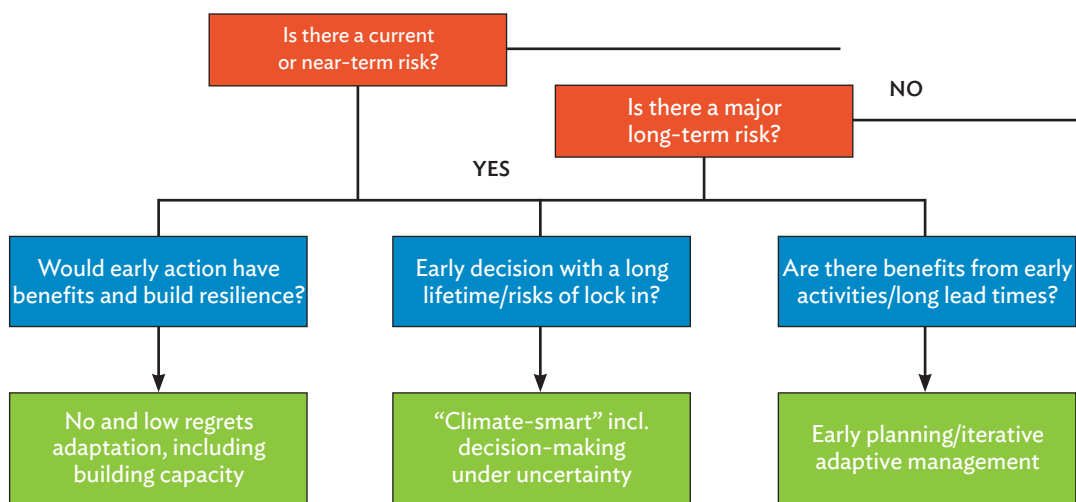 Is there a current
or near-term risk?
NO
Is there a major
long-term risk?
YES
Would early action have
benefits and build resilience?
Early decision with a long
lifetime/risks of lock in?
Are there benefits from early
activities/long lead times?
No and low regrets
adaptation, including
building capacity
“Climate-smart” incl.
decision-making
under uncertainty
Early planning/iterative
adaptive management